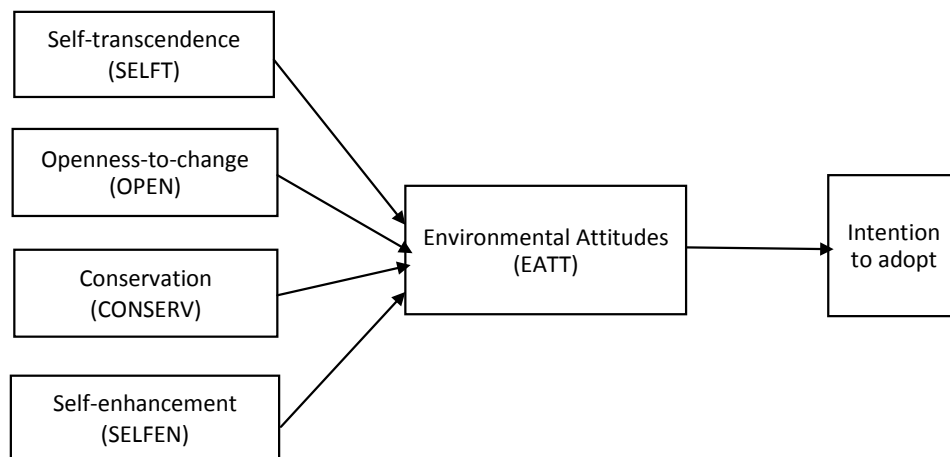 Self-transcendence
(SELFT)
Openness-to-change
(OPEN)
Conservation
(CONSERV)
Self-enhancement
(SELFEN)
Environmental Attitudes
(EATT)
Intention
to adopt